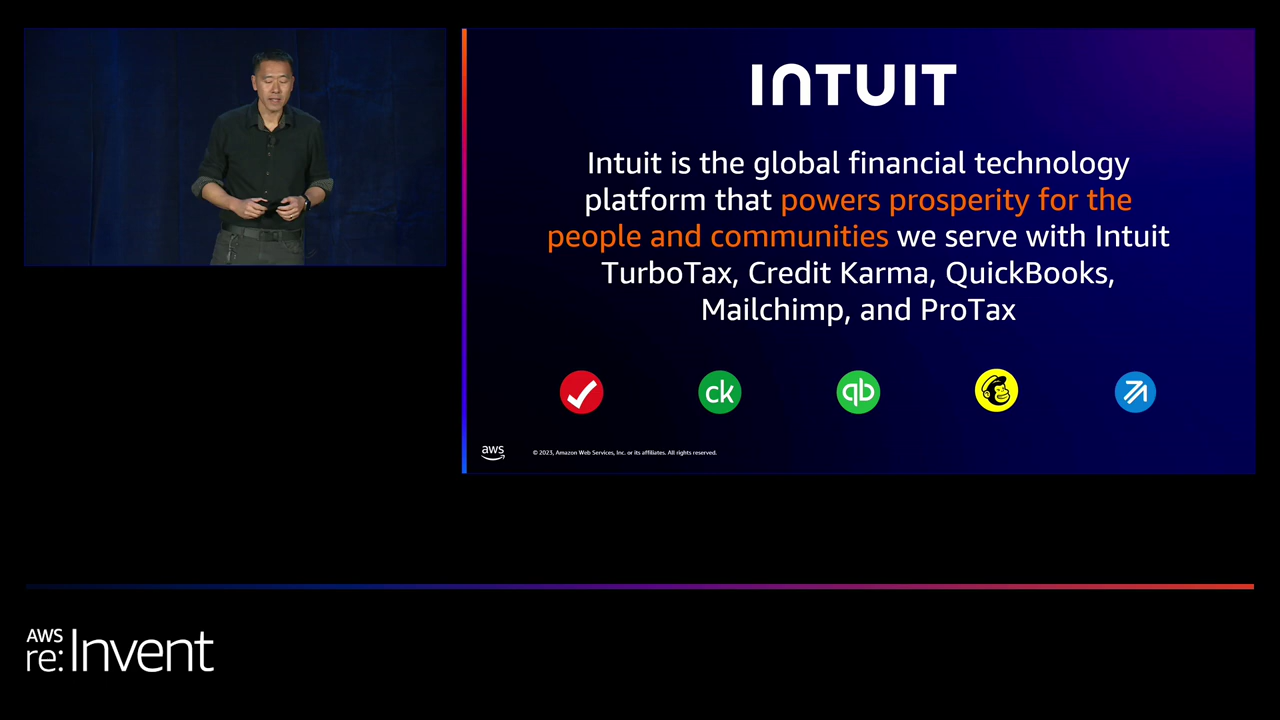 INTUIT
Intuit is the global financial technology
platform that powers prosperity for the
people and communities we serve with Intuit
TurboTax, Credit Karma, QuickBooks,
Mailchimp, and ProTax
ck
qb
aws
© 2023, Amazon Web Services, Inc. or its affiliates. All rights reserved.
AWS
re:Invent